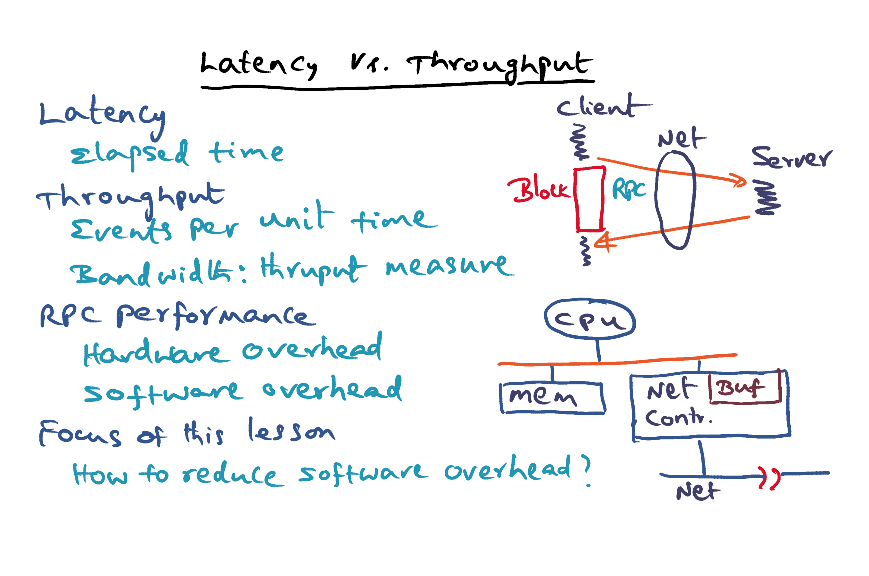 Latency Vs. Throughput
Latency
Elapsed time
Throughput
Events per unit time
Bandwidth: thruput measure
RPC performance
Hardware overhead
Software overhead
Focus of this lesson
How to reduce software overhead?
Client
Net
Server
Block
RPC
CPU
mem
Net
Contr.
Buf
Net